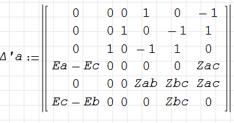 0 0 0 1 0 -1
0 0 1 0 -1 1
0 1 0 -1 1 0
Δ'a := Ea - Ec 0 0 0 0 Zac
0 0 0 Zab Zbc Zac
Ec - Eb 0 0 0 Zbc 0